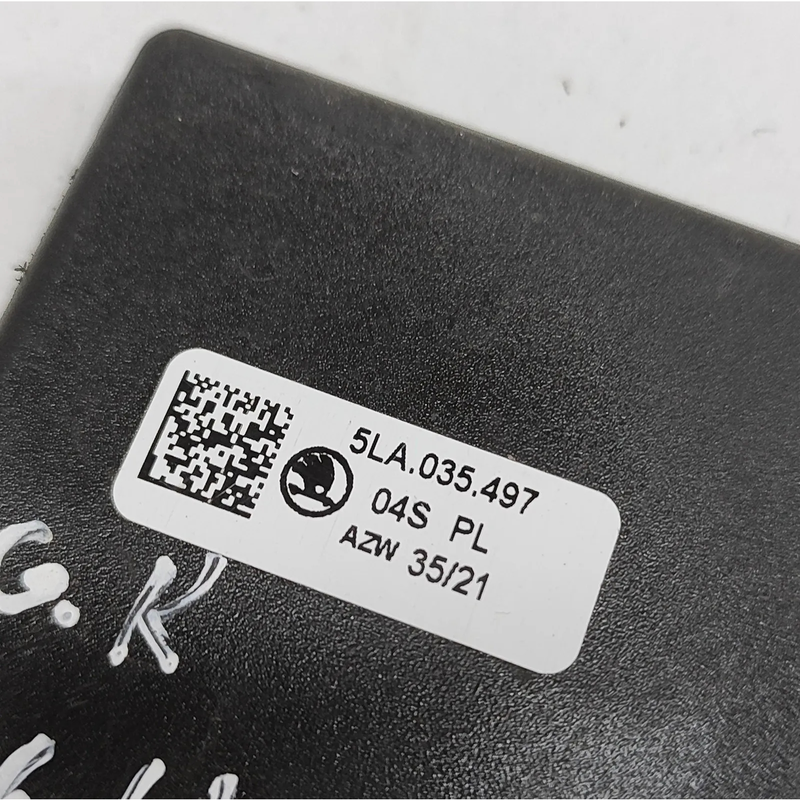 5LA.035.497
04S PL
AZW 35/21
G. K